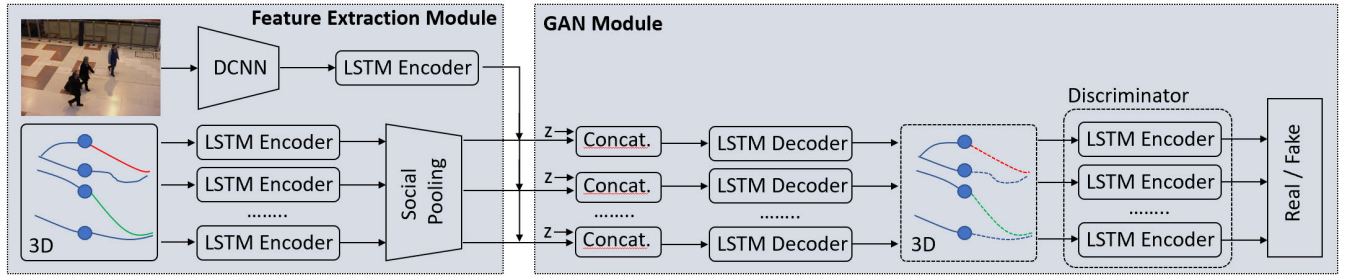 Feature Extraction Module
DCNN
LSTM Encoder
3D
LSTM Encoder
LSTM Encoder
........
LSTM Encoder
Social
Pooling
GAN Module
z
Concat.
z
Concat.
........
z
Concat.
LSTM Decoder
LSTM Decoder
........
LSTM Decoder
3D
Discriminator
LSTM Encoder
LSTM Encoder
........
LSTM Encoder
Real / Fake